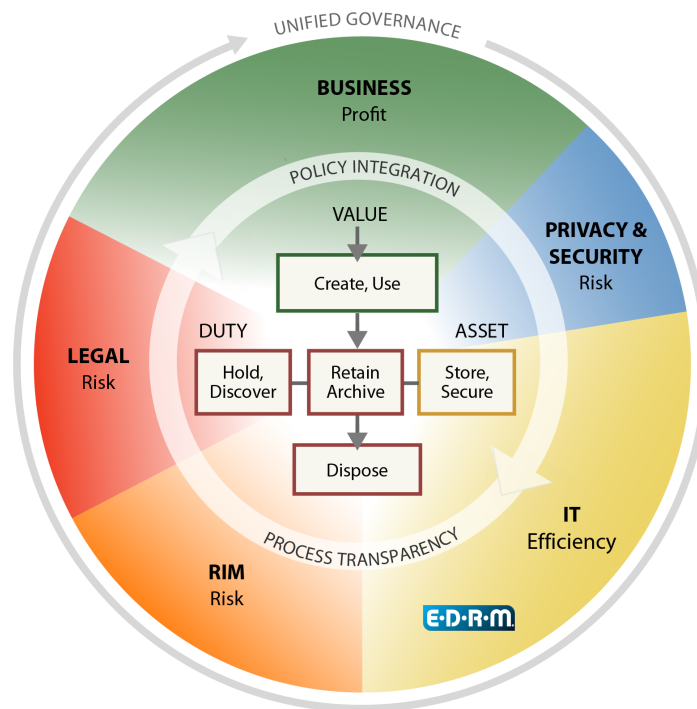 UNIFIED GOVERNANCE
BUSINESS
Profit
POLICY INTEGRATION
VALUE
PRIVACY &
SECURITY
Risk
Create, Use
DUTY
ASSET
LEGAL
Risk
Hold,
Discover
Retain
Archive
Store,
Secure
Dispose
IT
Efficiency
PROCESS TRANSPARENCY
RIM
Risk
E·D·R·M